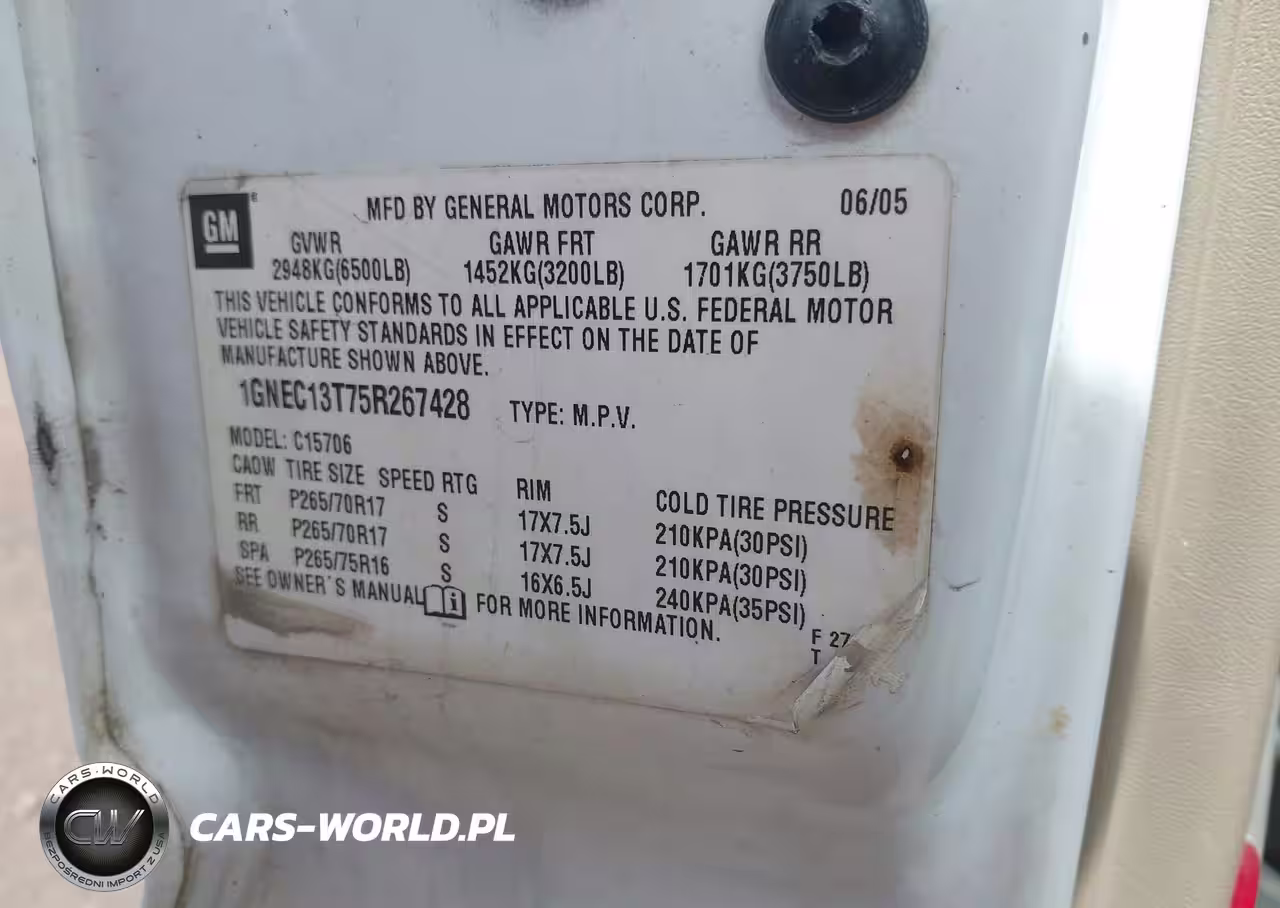 GM ®
MFD BY GENERAL MOTORS CORP. 06/05
GVWR GAWR FRT GAWR RR
2948KG(6500LB) 1452KG(3200LB) 1701KG(3750LB)
THIS VEHICLE CONFORMS TO ALL APPLICABLE U.S. FEDERAL MOTOR
VEHICLE SAFETY STANDARDS IN EFFECT ON THE DATE OF
MANUFACTURE SHOWN ABOVE.
1GNEC13T75R267428 TYPE: M.P.V.
MODEL: C15706
CAOW TIRE SIZE SPEED RTG RIM COLD TIRE PRESSURE
FRT P265/70R17 S 17X7.5J 210KPA(30PSI)
RR P265/70R17 S 17X7.5J 210KPA(30PSI)
SPA P265/75R16 S 16X6.5J 240KPA(35PSI)
SEE OWNER'S MANUAL FOR MORE INFORMATION.
F 27
T
CARS-WORLD
CW
BEZPOŚREDNI IMPORT Z USA
CARS-WORLD.PL